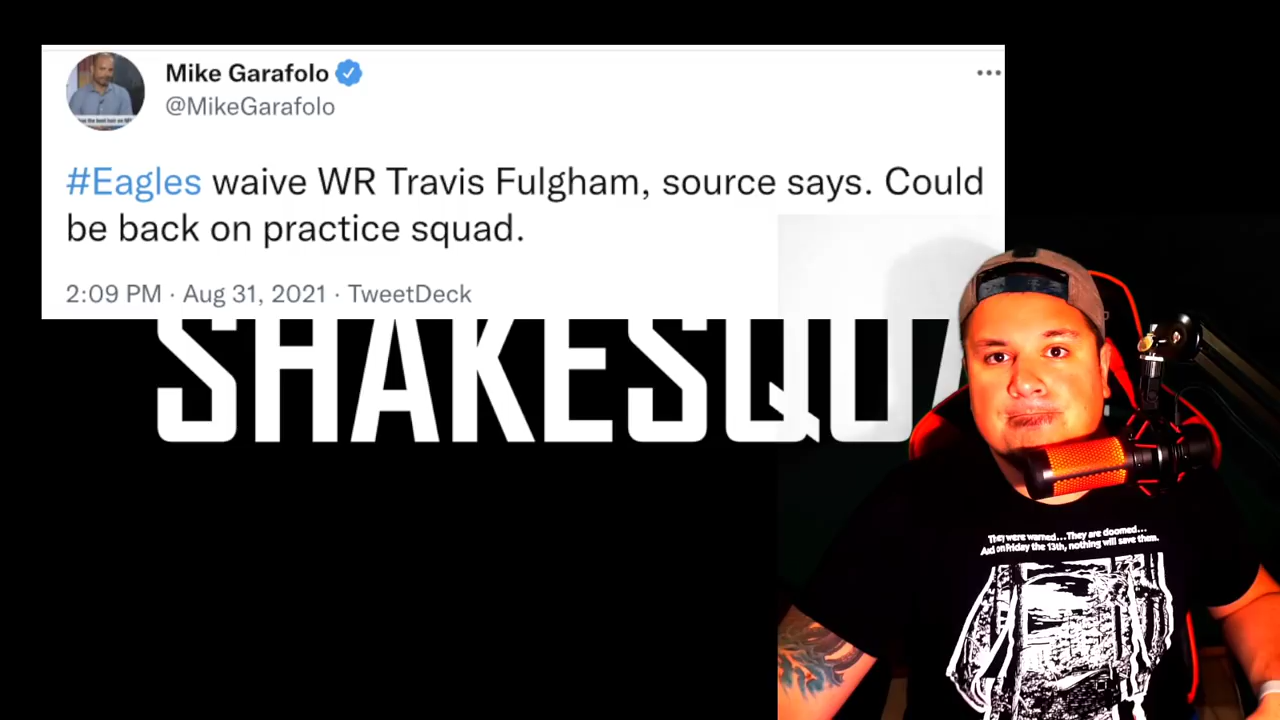 Mike Garafolo
@MikeGarafolo
#Eagles waive WR Travis Fulgham, source says. Could
be back on practice squad.
2:09 PM · Aug 31, 2021 · TweetDeck
SHAKESQUA
They were warned...They are doomed...
And on Friday the 13th, nothing will save them.